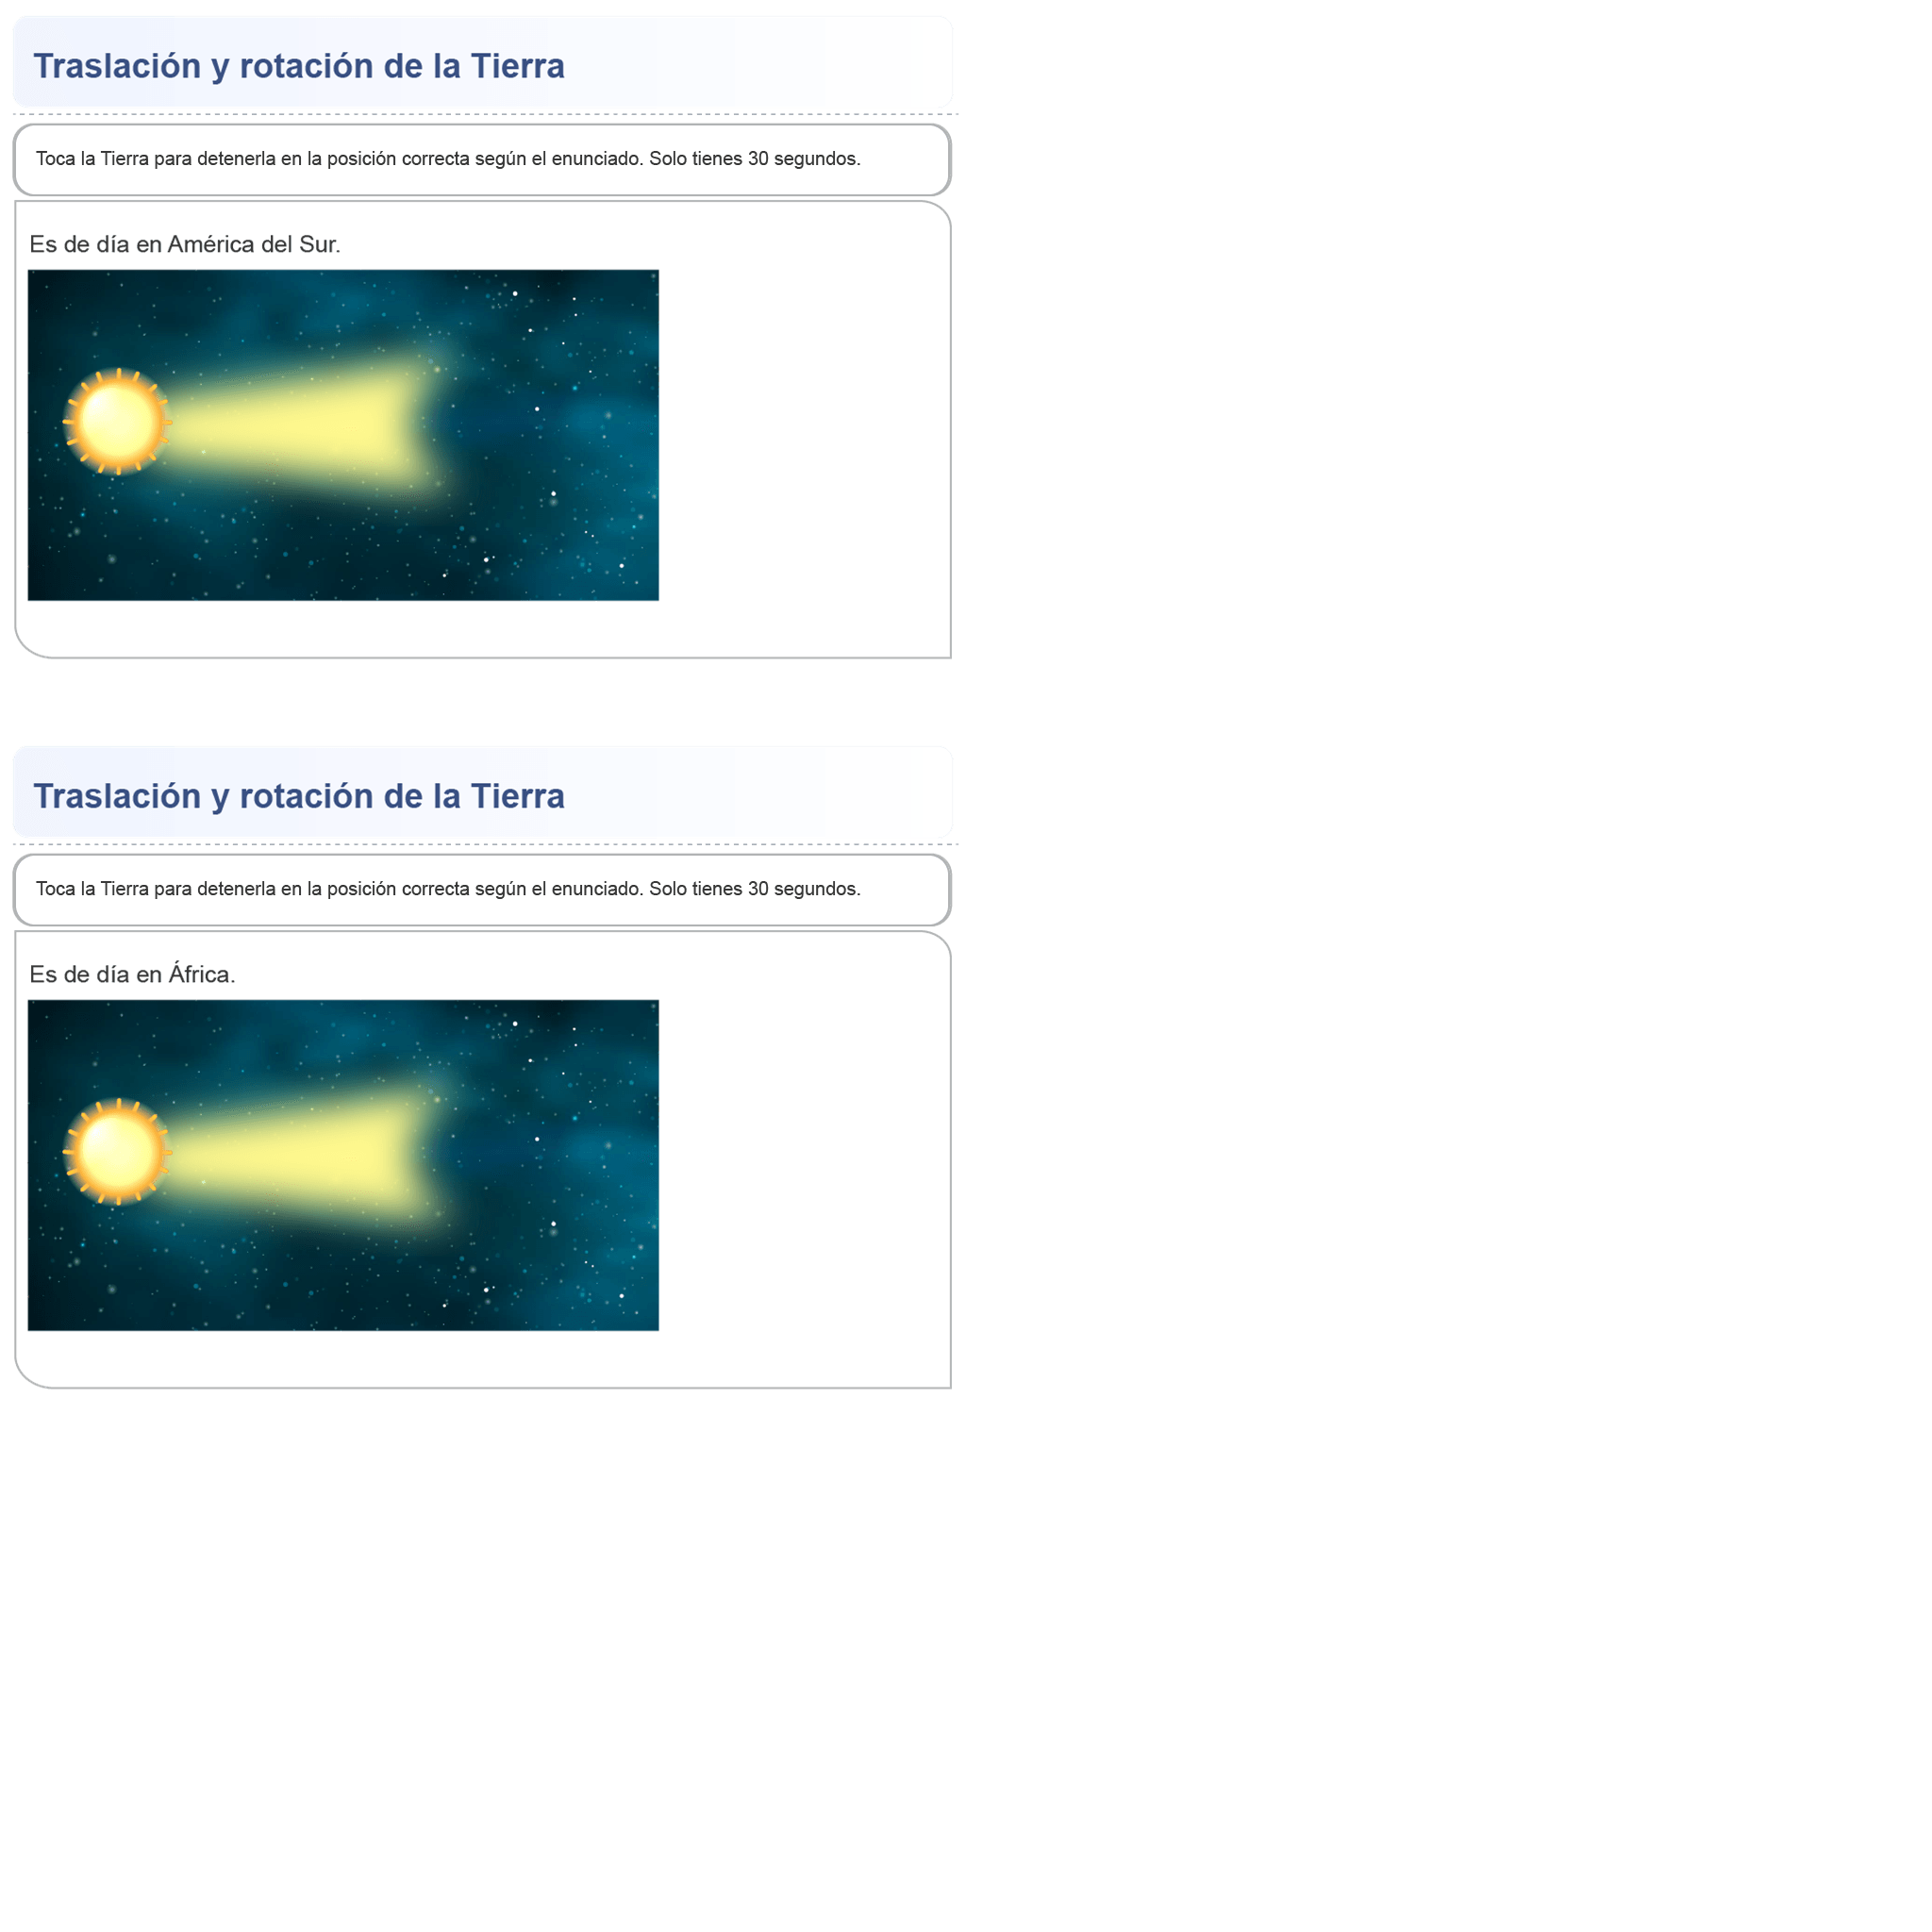 Traslación y rotación de la Tierra
Toca la Tierra para detenerla en la posición correcta según el enunciado. Solo tienes 30 segundos.
Es de día en América del Sur.
Traslación y rotación de la Tierra
Toca la Tierra para detenerla en la posición correcta según el enunciado. Solo tienes 30 segundos.
Es de día en África.